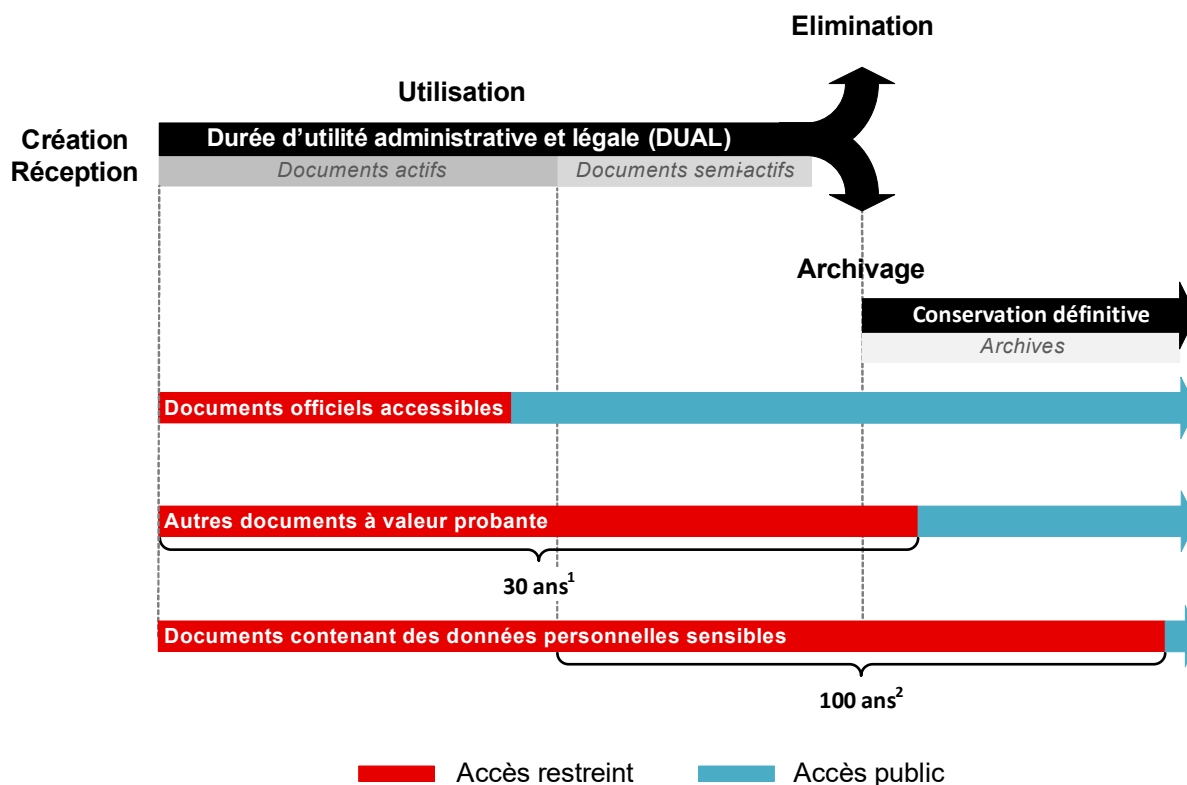 Elimination
Utilisation
Création
Réception
Durée d'utilité administrative et légale (DUAL)
Documents actifs
Documents semi-actifs
Archivage
Conservation définitive
Archives
Documents officiels accessibles
Autres documents à valeur probante
30 ans¹
Documents contenant des données personnelles sensibles
100 ans²
Accès restreint
Accès public